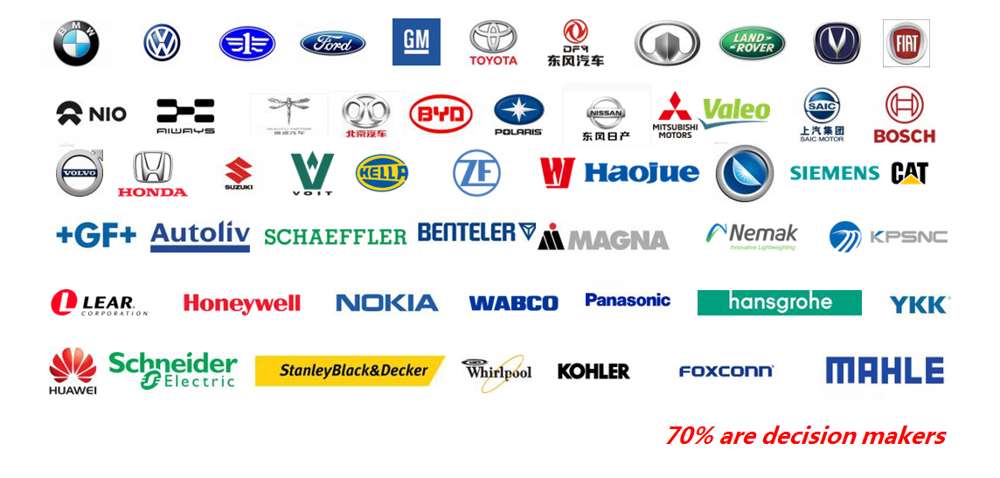 BMW
VW
Ford
GM
TOYOTA
DFM
东风汽车
LAND
ROVER
FIAT
NIO
AIWAYS
北京汽车
BYD
POLARIS
NISSAN
东风日产
MITSUBISHI
MOTORS
Valeo
SAIC
上汽集团
SAIC MOTOR
BOSCH
VOLVO
HONDA
SUZUKI
VOIT
HELLA
ZF
Haojue
SIEMENS
CAT
+GF+
Autoliv
SCHAEFFLER
BENTELER
MAGNA
Nemak
Innovative Lightweighting
KPSNC
LEAR
CORPORATION
Honeywell
NOKIA
WABCO
Panasonic
hansgrohe
YKK
HUAWEI
Schneider
Electric
StanleyBlack&Decker
Whirlpool
KOHLER
FOXCONN
MAHLE
70% are decision makers